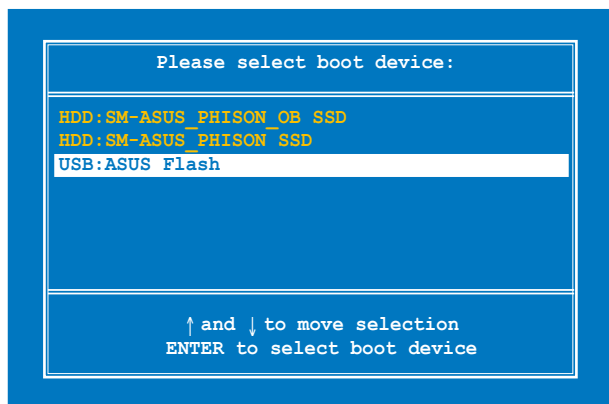 Please select boot device:
HDD:SM-ASUS_PHISON_OB SSD
HDD:SM-ASUS_PHISON SSD
USB:ASUS Flash
↑ and ↓ to move selection
ENTER to select boot device